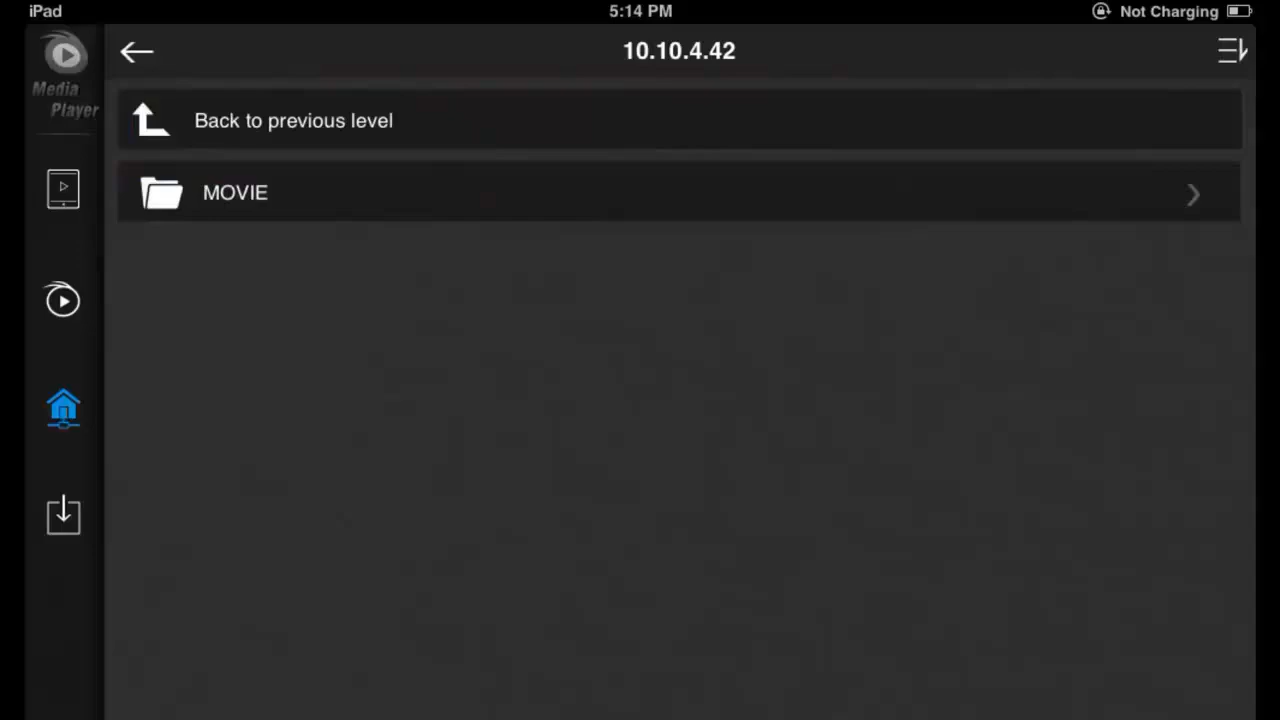 iPad
5:14 PM
Not Charging
Media
Player
10.10.4.42
Back to previous level
MOVIE